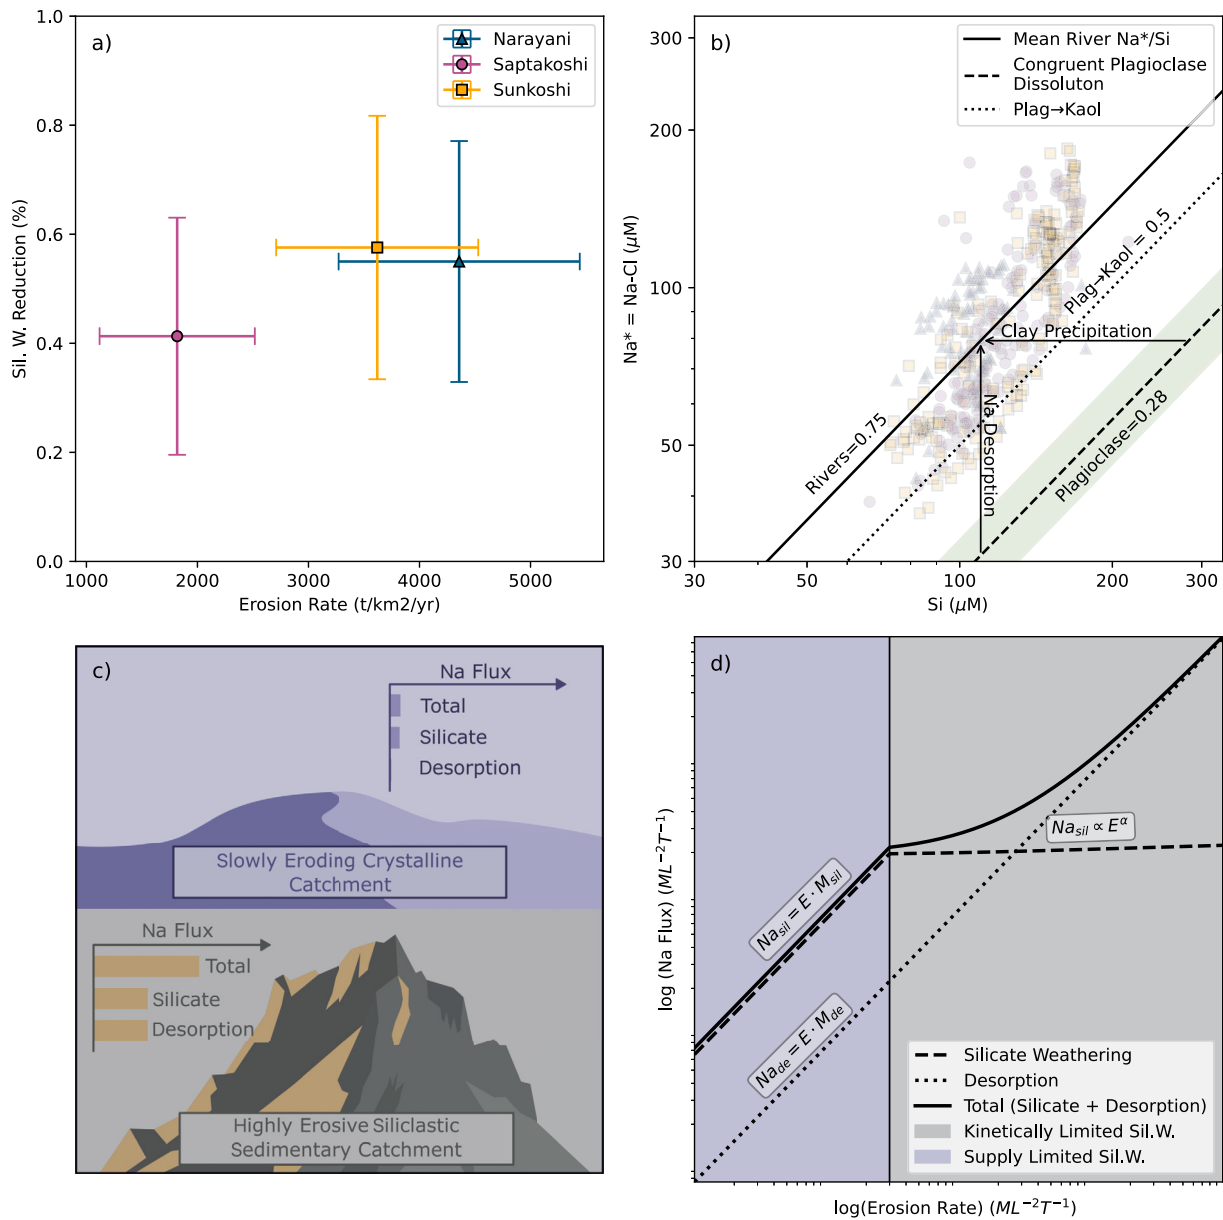 a)
Narayani
Saptakoshi
Sunkoshi
1.0
0.8
0.6
0.4
0.2
0.0
Sil. W. Reduction (%)
1000
2000
3000
4000
5000
Erosion Rate (t/km2/yr)
b)
Mean River Na*/Si
Congruent Plagioclase
Dissoluton
Plag→Kaol
300
200
100
50
30
Na* = Na-Cl (μM)
Plag→Kaol = 0.5
Clay Precipitation
Na Desorption
Rivers=0.75
Plagioclase=0.28
30
50
100
200
300
Si (μM)
c)
Na Flux
Total
Silicate
Desorption
Slowly Eroding Crystalline
Catchment
Na Flux
Total
Silicate
Desorption
Highly Erosive Siliclastic
Sedimentary Catchment
d)
log (Na Flux) (ML⁻²T⁻¹)
Na_sil ∝ E^α
Na_sil = E · M_sil
Na_de = E · M_de
Silicate Weathering
Desorption
Total (Silicate + Desorption)
Kinetically Limited Sil.W.
Supply Limited Sil.W.
log(Erosion Rate) (ML⁻²T⁻¹)